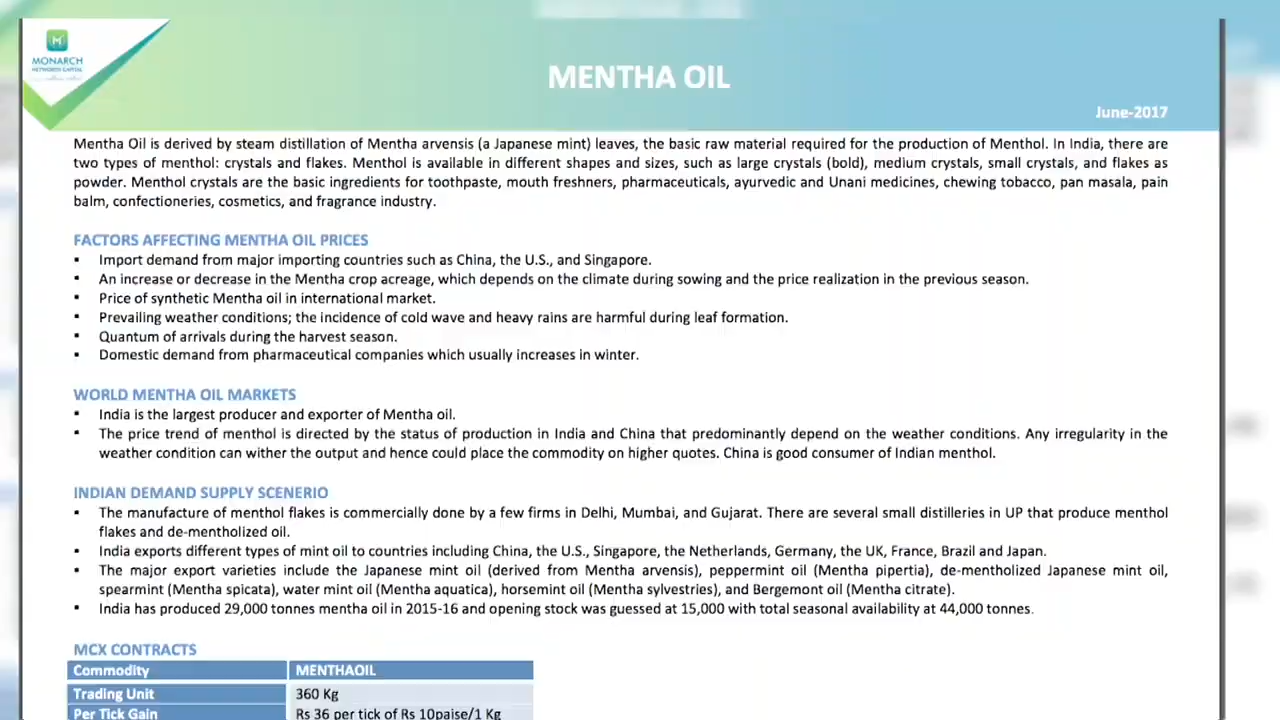 MONARCH
NETWORTH CAPITAL
MENTHA OIL
June-2017
Mentha Oil is derived by steam distillation of Mentha arvensis (a Japanese mint) leaves, the basic raw material required for the production of Menthol. In India, there are
two types of menthol: crystals and flakes. Menthol is available in different shapes and sizes, such as large crystals (bold), medium crystals, small crystals, and flakes as
powder. Menthol crystals are the basic ingredients for toothpaste, mouth freshners, pharmaceuticals, ayurvedic and Unani medicines, chewing tobacco, pan masala, pain
balm, confectioneries, cosmetics, and fragrance industry.
FACTORS AFFECTING MENTHA OIL PRICES
▪ Import demand from major importing countries such as China, the U.S., and Singapore.
▪ An increase or decrease in the Mentha crop acreage, which depends on the climate during sowing and the price realization in the previous season.
▪ Price of synthetic Mentha oil in international market.
▪ Prevailing weather conditions; the incidence of cold wave and heavy rains are harmful during leaf formation.
▪ Quantum of arrivals during the harvest season.
▪ Domestic demand from pharmaceutical companies which usually increases in winter.
WORLD MENTHA OIL MARKETS
▪ India is the largest producer and exporter of Mentha oil.
▪ The price trend of menthol is directed by the status of production in India and China that predominantly depend on the weather conditions. Any irregularity in the
weather condition can wither the output and hence could place the commodity on higher quotes. China is good consumer of Indian menthol.
INDIAN DEMAND SUPPLY SCENERIO
▪ The manufacture of menthol flakes is commercially done by a few firms in Delhi, Mumbai, and Gujarat. There are several small distilleries in UP that produce menthol
flakes and de-mentholized oil.
▪ India exports different types of mint oil to countries including China, the U.S., Singapore, the Netherlands, Germany, the UK, France, Brazil and Japan.
▪ The major export varieties include the Japanese mint oil (derived from Mentha arvensis), peppermint oil (Mentha pipertia), de-mentholized Japanese mint oil,
spearmint (Mentha spicata), water mint oil (Mentha aquatica), horsemint oil (Mentha sylvestries), and Bergemont oil (Mentha citrate).
▪ India has produced 29,000 tonnes mentha oil in 2015-16 and opening stock was guessed at 15,000 with total seasonal availability at 44,000 tonnes.
MCX CONTRACTS
Commodity MENTHAOIL
Trading Unit 360 Kg
Per Tick Gain Rs 36 per tick of Rs 10paise/1 Kg